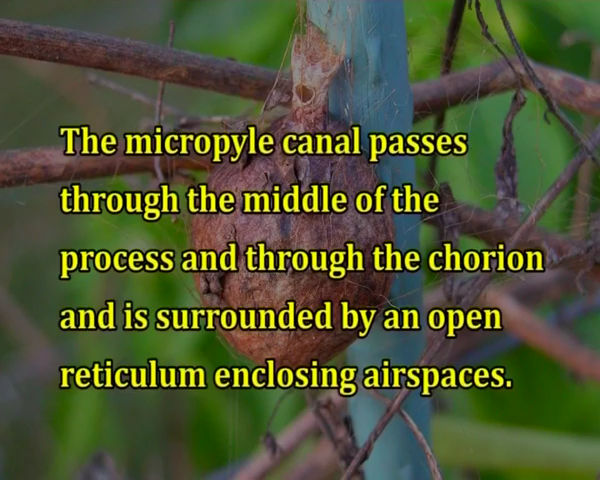 The micropyle canal passes
through the middle of the
process and through the chorion
and is surrounded by an open
reticulum enclosing airspaces.